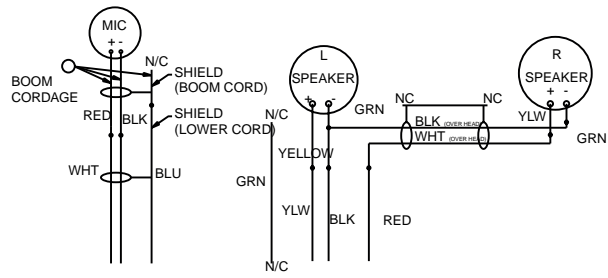 MIC
+ -
N/C
SHIELD
(BOOM CORD)
BOOM
CORDAGE
RED
BLK
SHIELD
(LOWER CORD)
WHT
BLU
L
SPEAKER
+ -
N/C
GRN
YELLOW
GRN
YLW
BLK
RED
N/C
NC
NC
BLK (OVER HEAD)
WHT (OVER HEAD)
R
SPEAKER
+ -
YLW
GRN